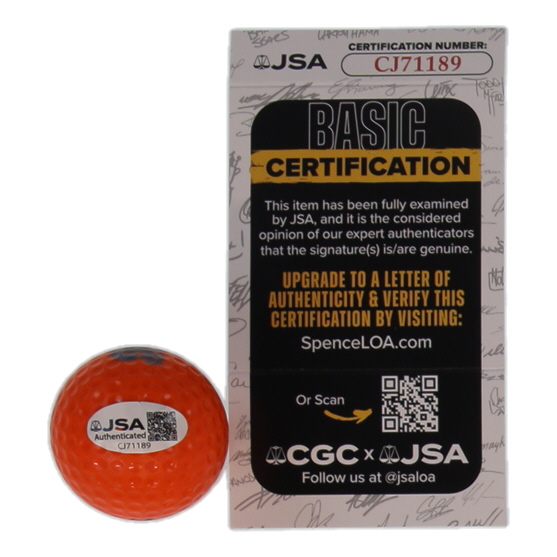 JSA
CERTIFICATION NUMBER:
CJ71189
BASIC
CERTIFICATION
This item has been fully examined
by JSA, and it is the considered
opinion of our expert authenticators
that the signature(s) is/are genuine.
UPGRADE TO A LETTER OF
AUTHENTICITY & VERIFY THIS
CERTIFICATION BY VISITING:
SpenceLOA.com
Or Scan
CGC x JSA
Follow us at @jsaloa
JSA
Authenticated
CJ71189